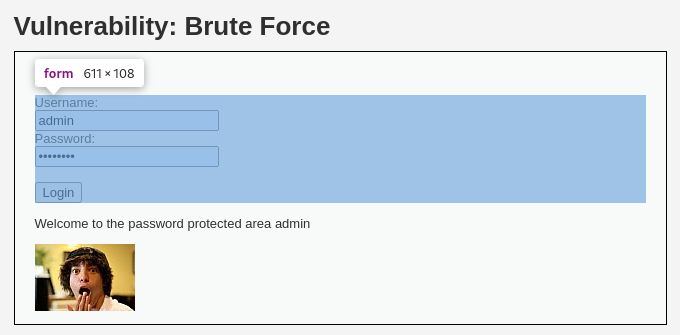 Vulnerability: Brute Force
form 611 × 108
Username:
admin
Password:
••••••••
Login
Welcome to the password protected area admin